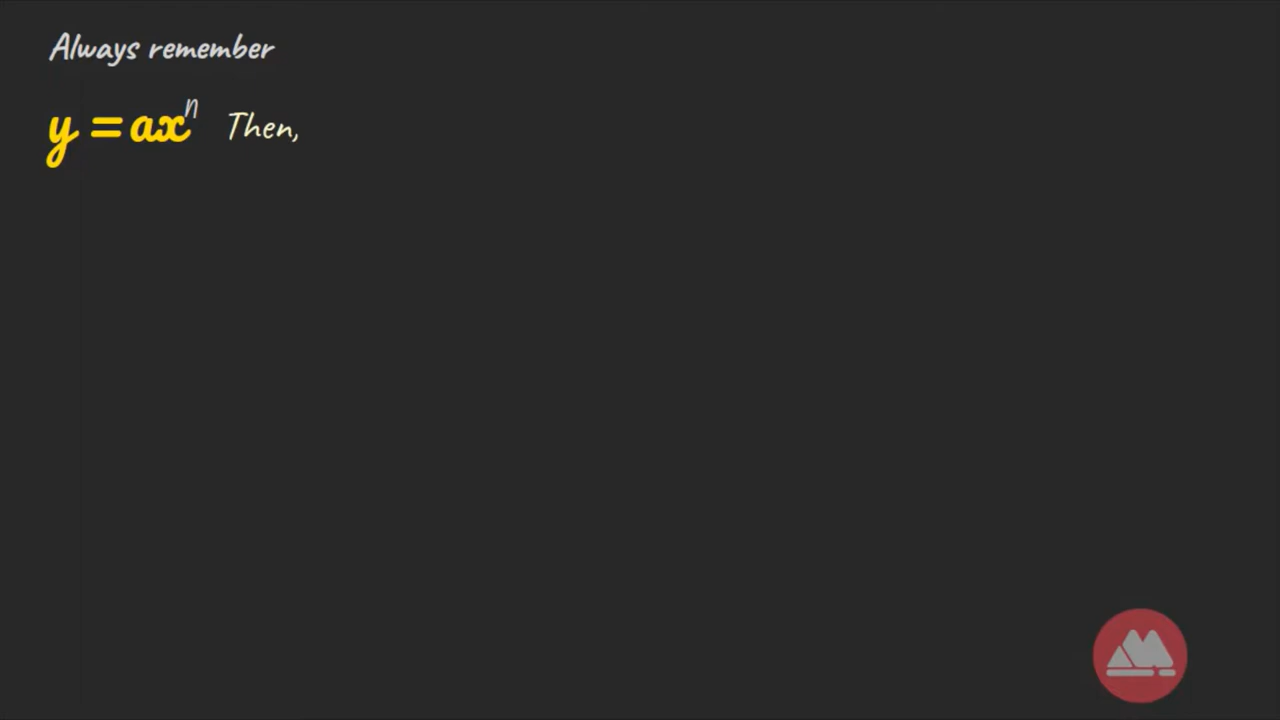 Always remember
y = axⁿ Then,